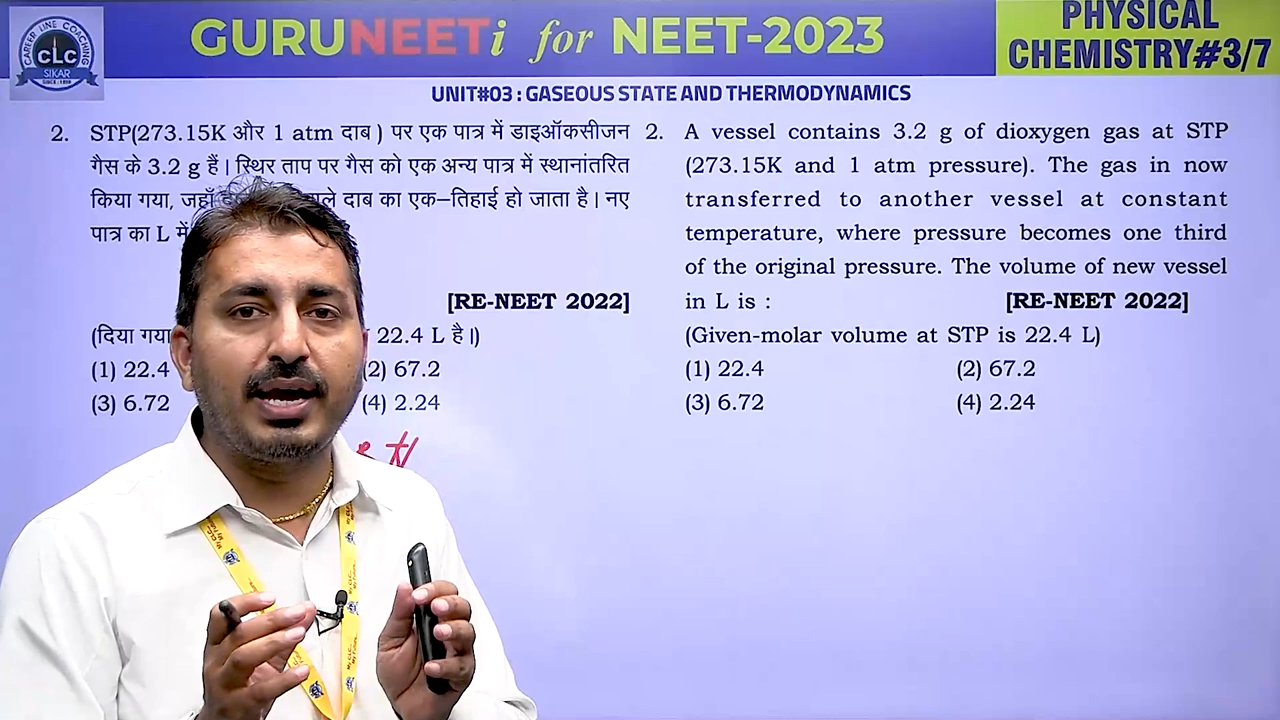 GURUNEETi for NEET-2023
PHYSICAL
CHEMISTRY#3/7
CAREER LINE COACHING
CLC
SIKAR
SINCE : 1996
UNIT#03 : GASEOUS STATE AND THERMODYNAMICS
2. STP(273.15K और 1 atm दाब ) पर एक पात्र में डाइऑकसीजन
गैस के 3.2 g हैं। स्थिर ताप पर गैस को एक अन्य पात्र में स्थानांतरित
किया गया, जहाँ दाब का एक–तिहाई हो जाता है। नए
पात्र का L में
[RE-NEET 2022]
(दिया गया 22.4 L है।)
(1) 22.4 (2) 67.2
(3) 6.72 (4) 2.24
2. A vessel contains 3.2 g of dioxygen gas at STP
(273.15K and 1 atm pressure). The gas in now
transferred to another vessel at constant
temperature, where pressure becomes one third
of the original pressure. The volume of new vessel
in L is : [RE-NEET 2022]
(Given-molar volume at STP is 22.4 L)
(1) 22.4 (2) 67.2
(3) 6.72 (4) 2.24